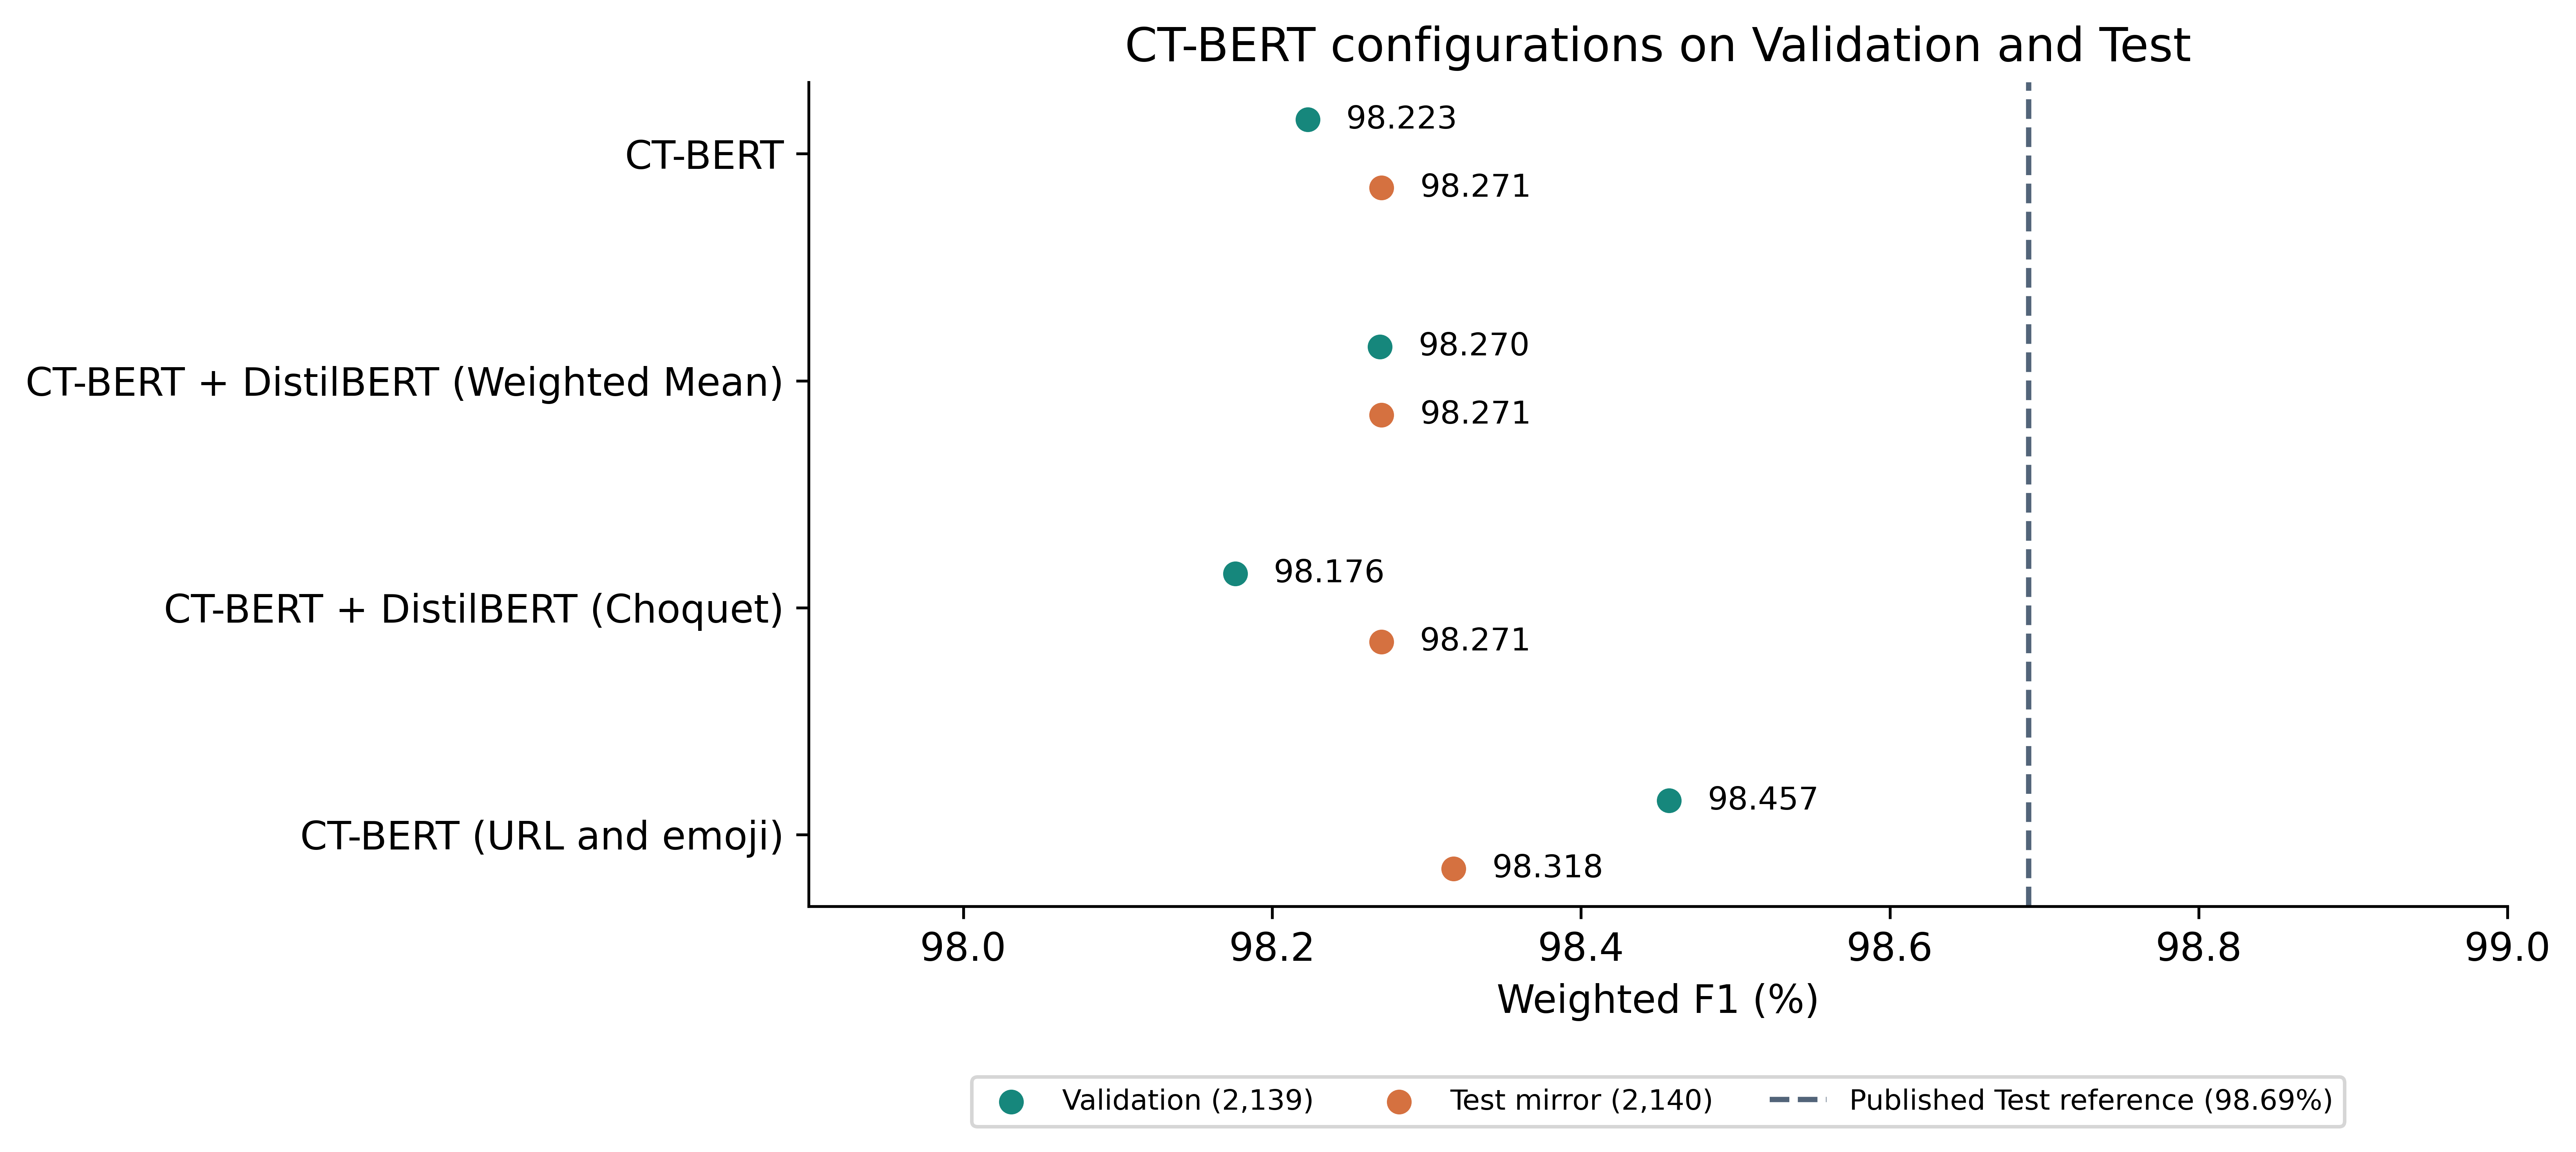 CT-BERT configurations on Validation and Test
CT-BERT
98.223
98.271
CT-BERT + DistilBERT (Weighted Mean)
98.270
98.271
CT-BERT + DistilBERT (Choquet)
98.176
98.271
CT-BERT (URL and emoji)
98.457
98.318
98.0 98.2 98.4 98.6 98.8 99.0
Weighted F1 (%)
Validation (2,139) Test mirror (2,140) Published Test reference (98.69%)